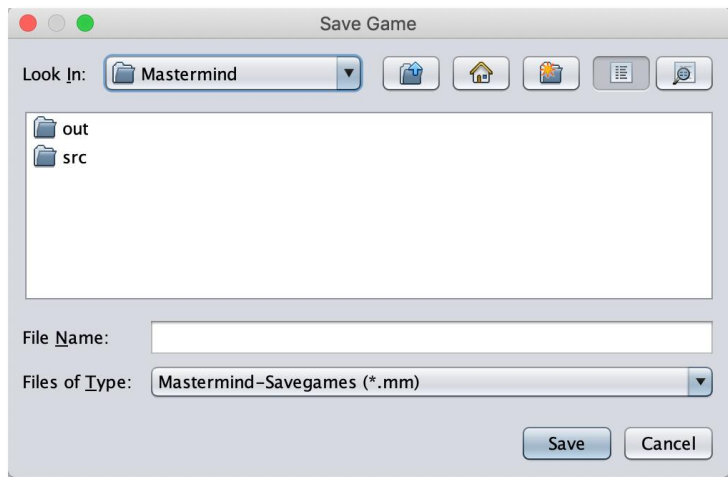 Save Game
Look In: Mastermind
out
src
File Name:
Files of Type: Mastermind-Savegames (*.mm)
Save Cancel